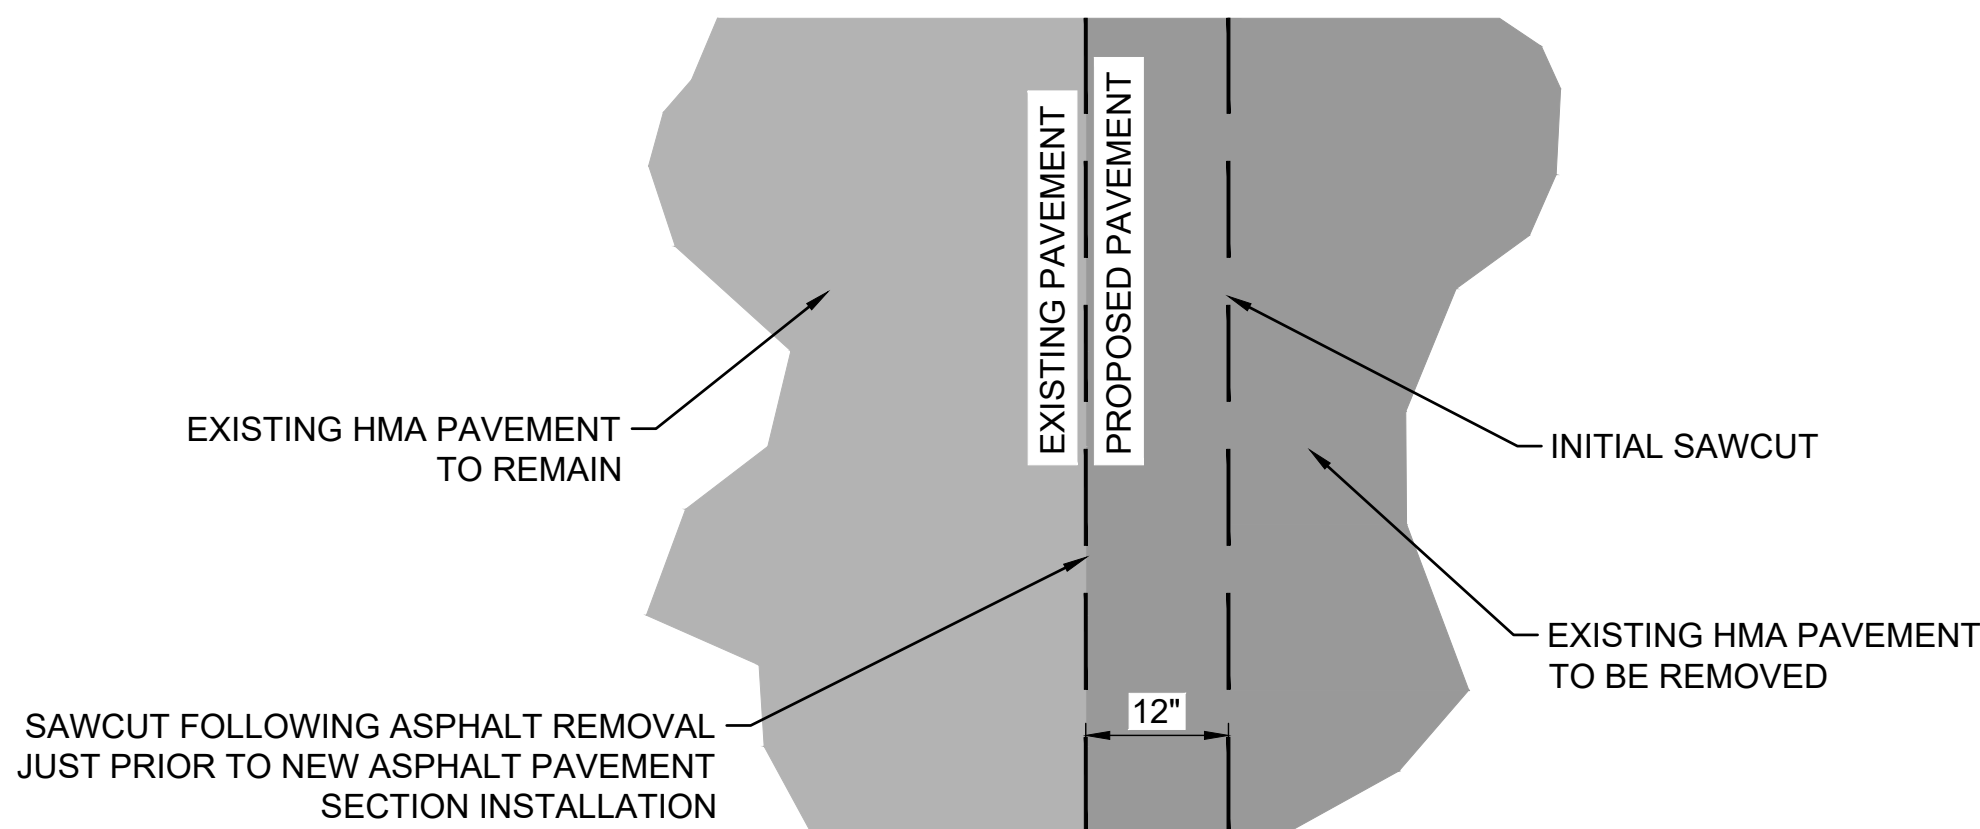 EXISTING PAVEMENT
PROPOSED PAVEMENT
EXISTING HMA PAVEMENT
TO REMAIN
INITIAL SAWCUT
EXISTING HMA PAVEMENT
TO BE REMOVED
SAWCUT FOLLOWING ASPHALT REMOVAL
JUST PRIOR TO NEW ASPHALT PAVEMENT
SECTION INSTALLATION
12"